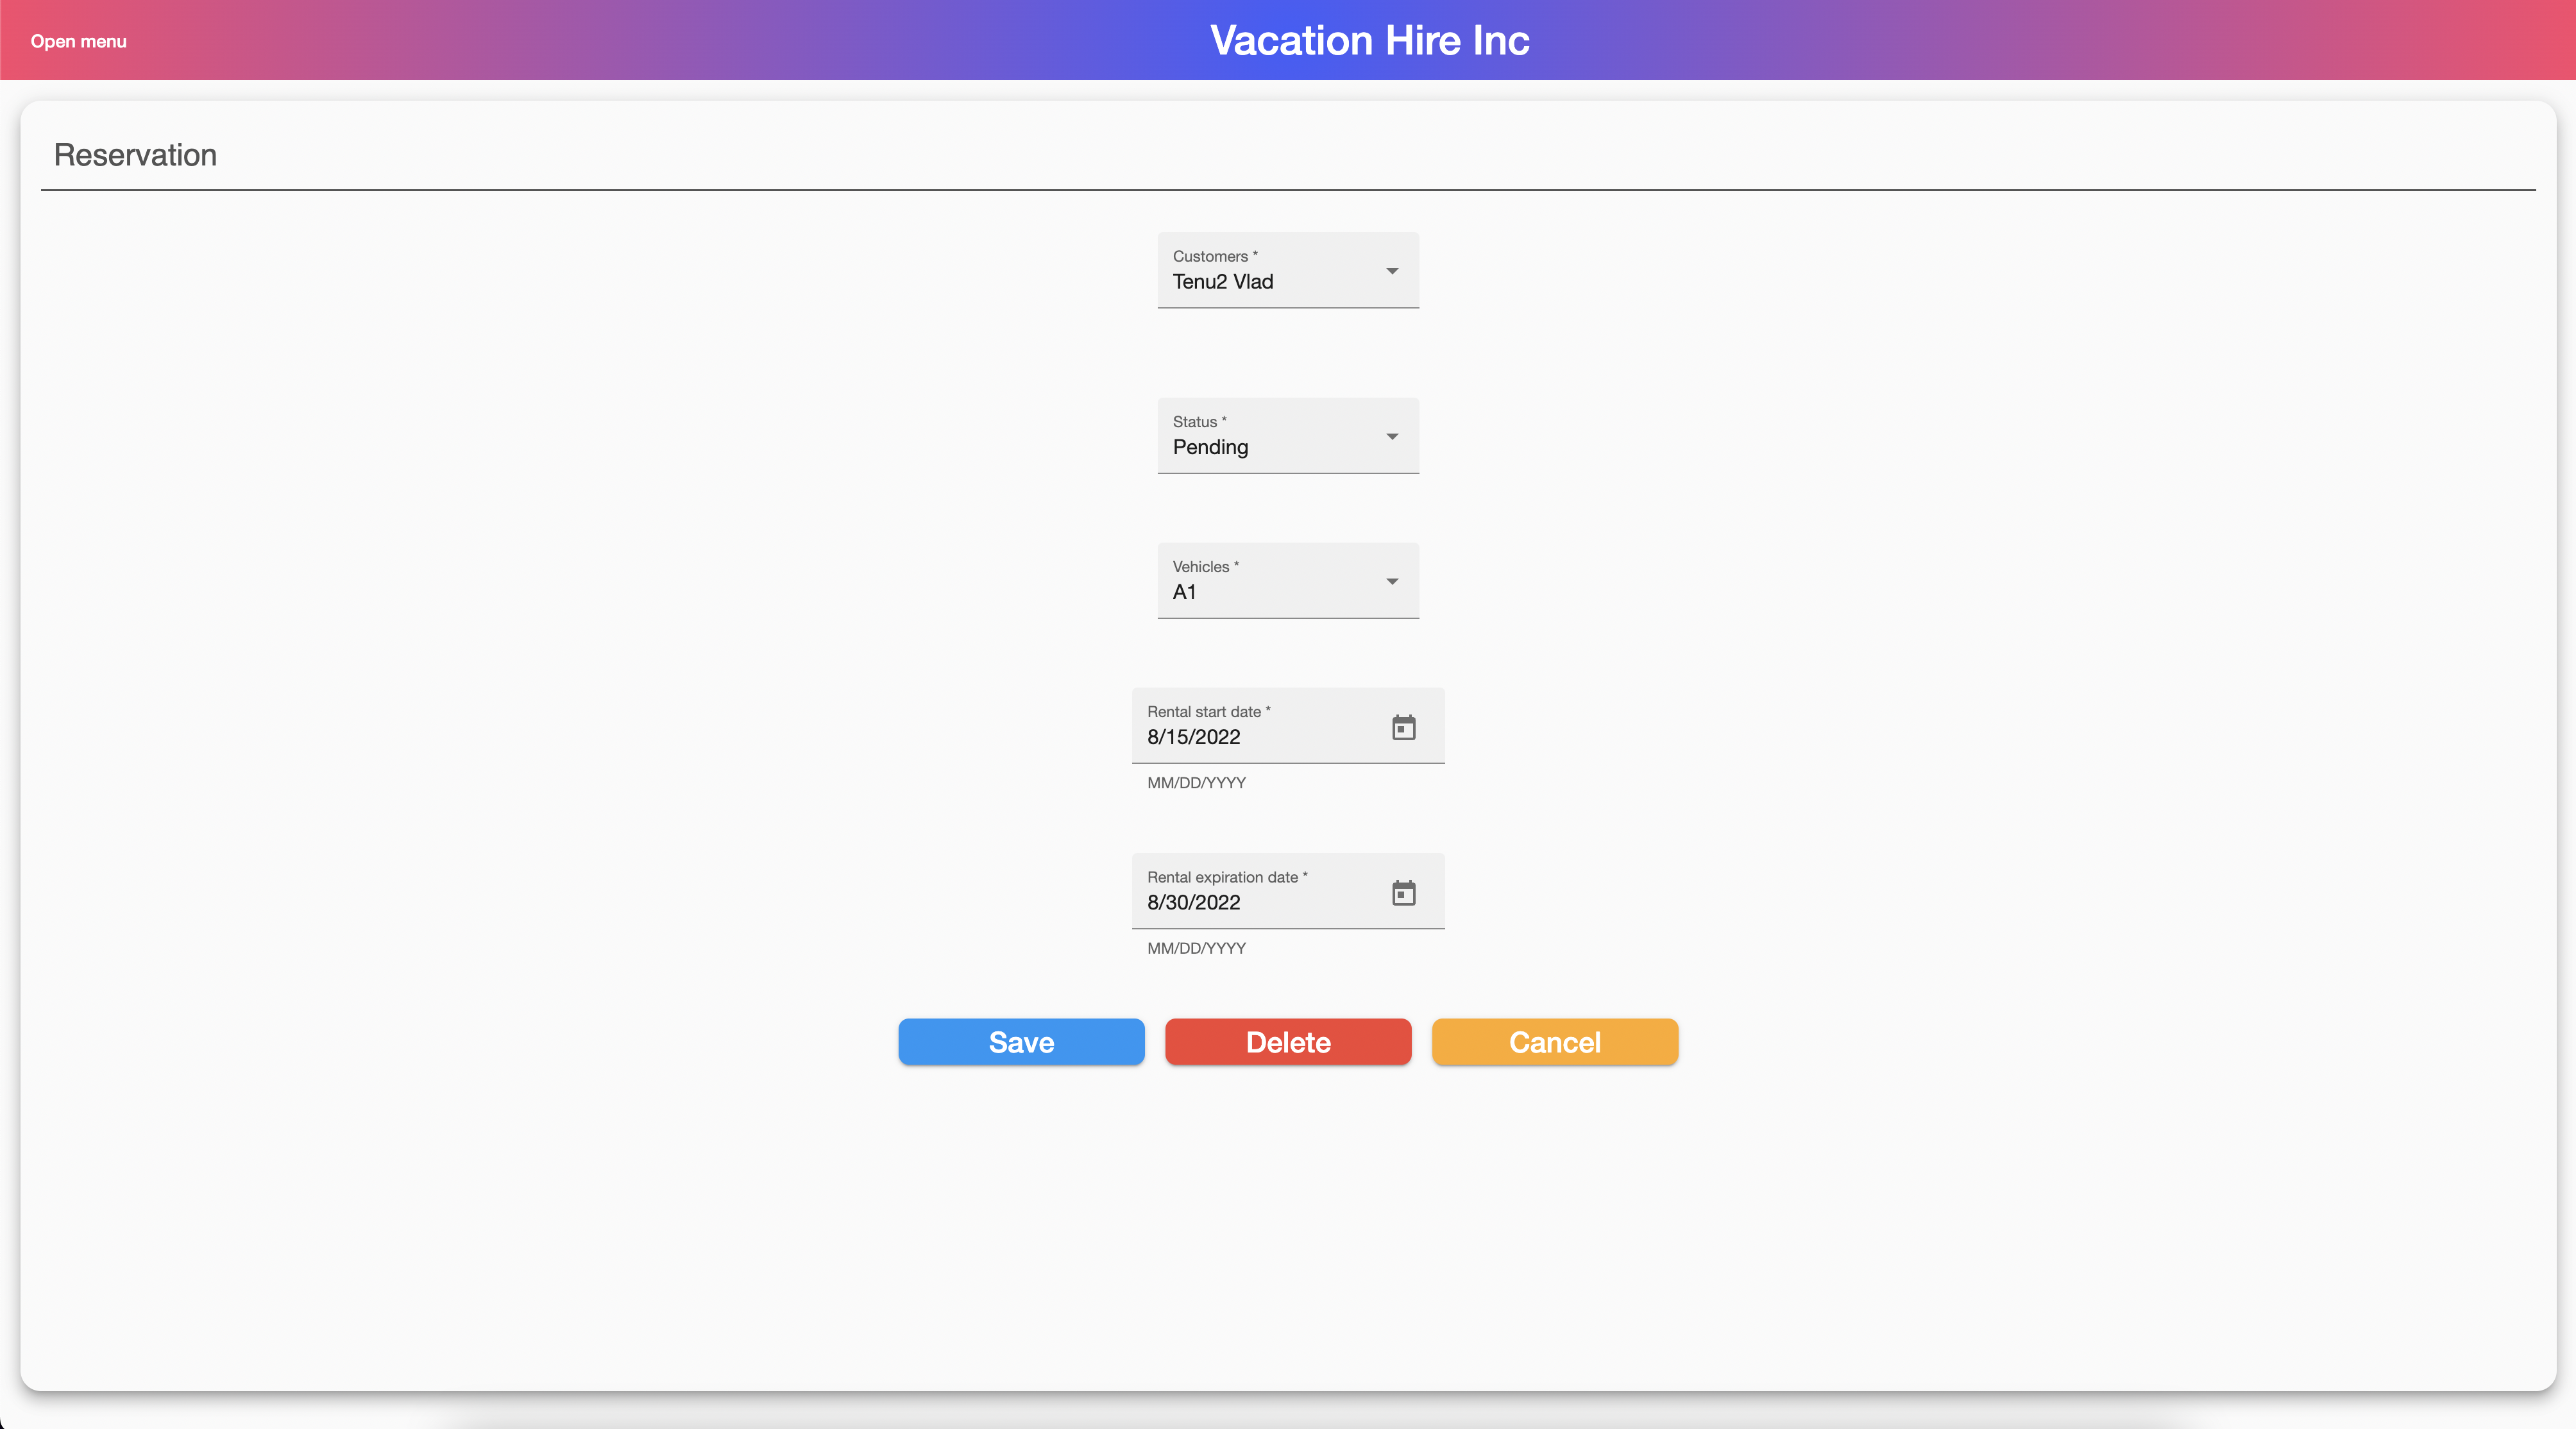 Open menu
Vacation Hire Inc
Reservation
Customers *
Tenu2 Vlad
Status *
Pending
Vehicles *
A1
Rental start date *
8/15/2022
MM/DD/YYYY
Rental expiration date *
8/30/2022
MM/DD/YYYY
Save Delete Cancel